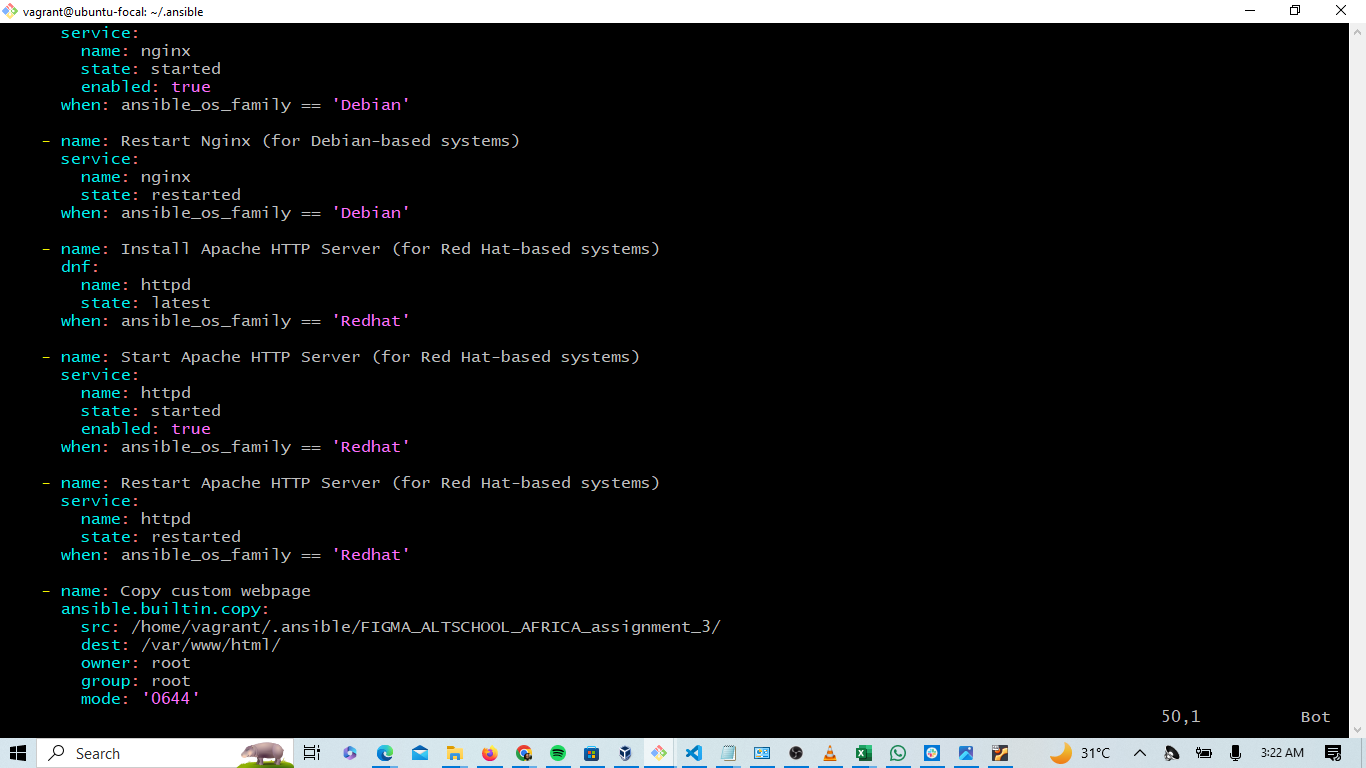 vagrant@ubuntu-focal: ~/.ansible
service:
name: nginx
state: started
enabled: true
when: ansible_os_family == 'Debian'
- name: Restart Nginx (for Debian-based systems)
service:
name: nginx
state: restarted
when: ansible_os_family == 'Debian'
- name: Install Apache HTTP Server (for Red Hat-based systems)
dnf:
name: httpd
state: latest
when: ansible_os_family == 'Redhat'
- name: Start Apache HTTP Server (for Red Hat-based systems)
service:
name: httpd
state: started
enabled: true
when: ansible_os_family == 'Redhat'
- name: Restart Apache HTTP Server (for Red Hat-based systems)
service:
name: httpd
state: restarted
when: ansible_os_family == 'Redhat'
- name: Copy custom webpage
ansible.builtin.copy:
src: /home/vagrant/.ansible/FIGMA_ALTSCHOOL_AFRICA_assignment_3/
dest: /var/www/html/
owner: root
group: root
mode: '0644'
50,1 Bot
Search 31°C 3:22 AM